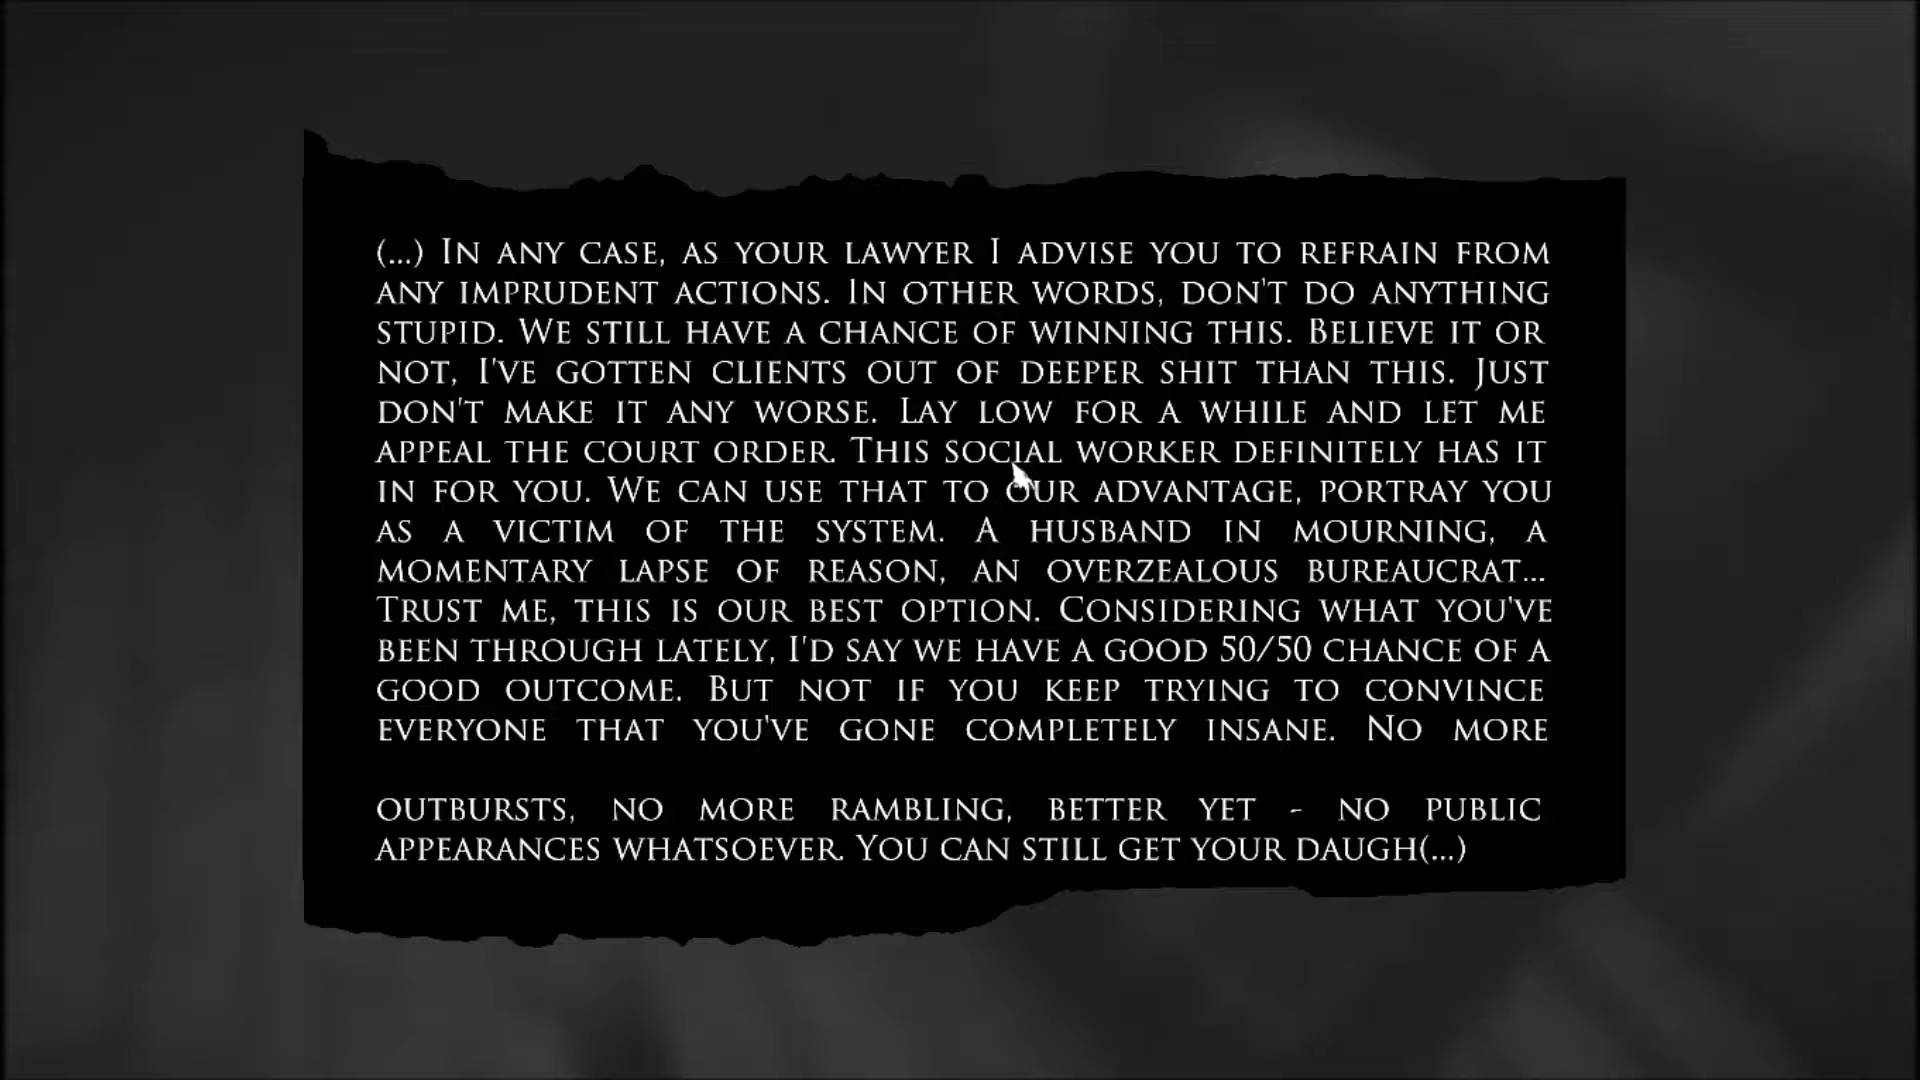 (...) In any case, as your lawyer I advise you to refrain from
any imprudent actions. In other words, don't do anything
stupid. We still have a chance of winning this. Believe it or
not, I've gotten clients out of deeper shit than this. Just
don't make it any worse. Lay low for a while and let me
appeal the court order. This social worker definitely has it
in for you. We can use that to our advantage, portray you
as a victim of the system. A husband in mourning, a
momentary lapse of reason, an overzealous bureaucrat...
Trust me, this is our best option. Considering what you've
been through lately, I'd say we have a good 50/50 chance of a
good outcome. But not if you keep trying to convince
everyone that you've gone completely insane. No more
outbursts, no more rambling, better yet - no public
appearances whatsoever. You can still get your daugh(...)